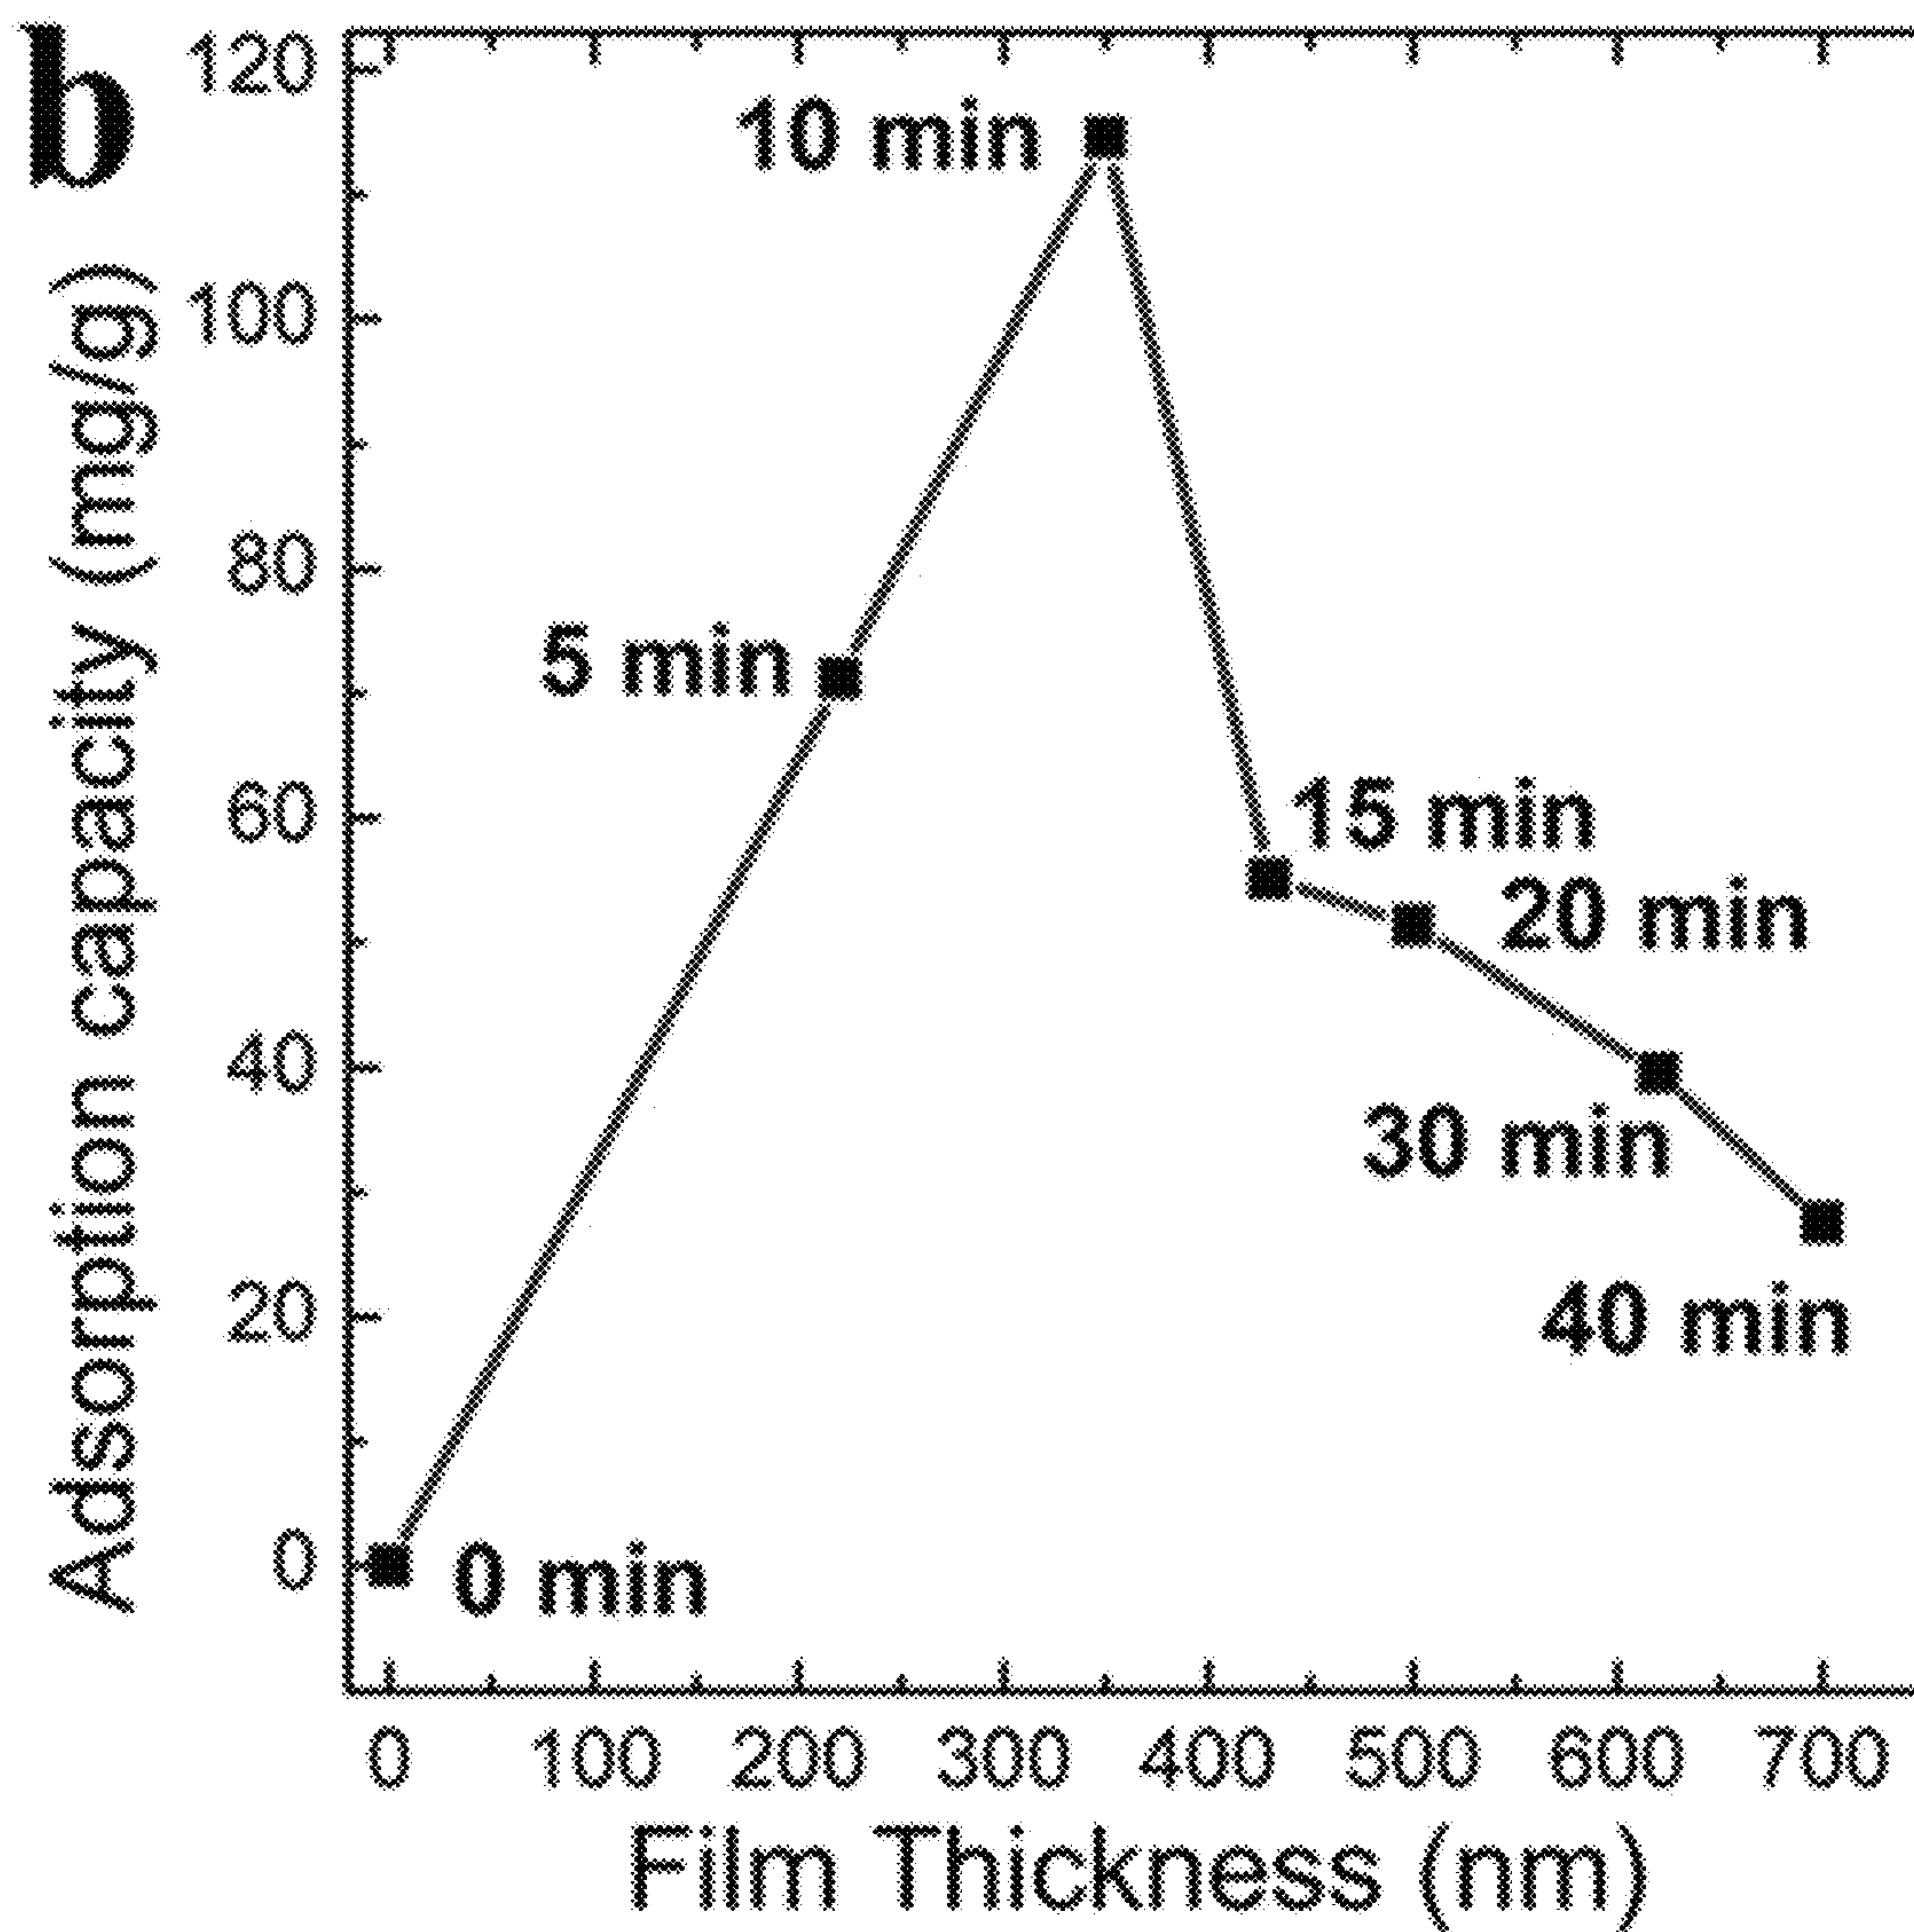 b
120
100
80
60
40
20
0
Adsorption capacity (mg/g)
10 min
5 min
15 min
20 min
30 min
40 min
0 min
0 100 200 300 400 500 600 700
Film Thickness (nm)